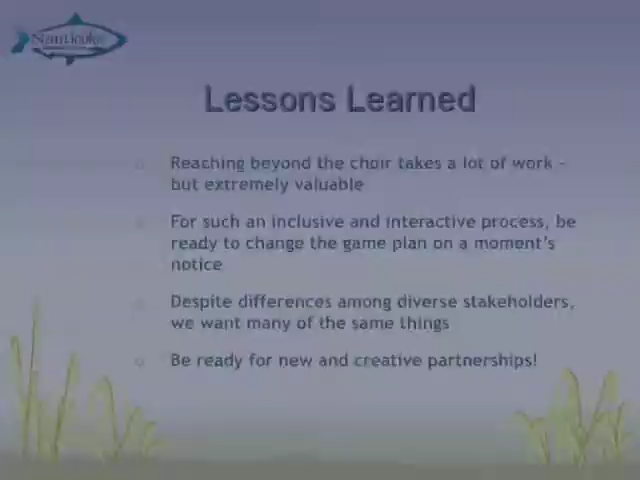 Nanticoke
Lessons Learned
Reaching beyond the choir takes a lot of work –
but extremely valuable
For such an inclusive and interactive process, be
ready to change the game plan on a moment's
notice
Despite differences among diverse stakeholders,
we want many of the same things
Be ready for new and creative partnerships!